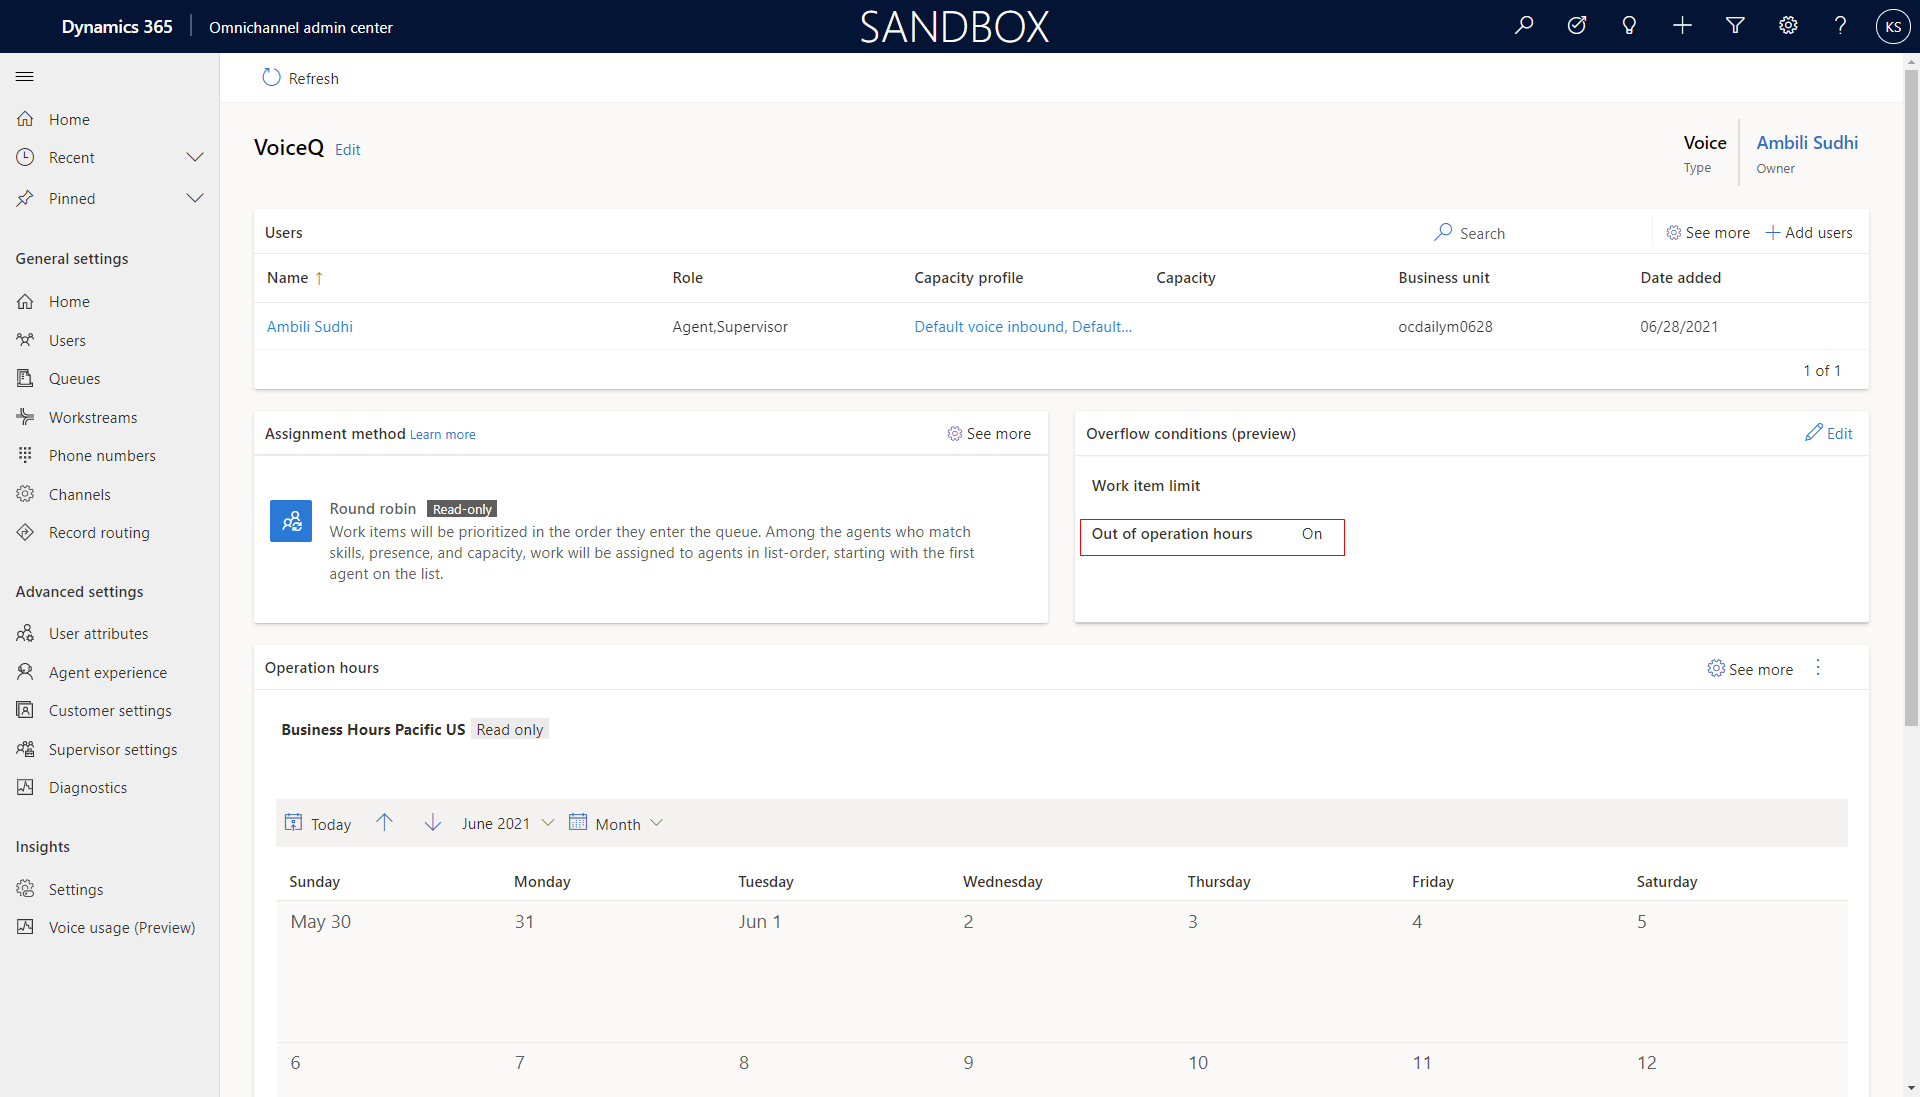 Dynamics 365
Omnichannel admin center
SANDBOX
KS
Refresh
Home
Recent
Pinned
General settings
Home
Users
Queues
Workstreams
Phone numbers
Channels
Record routing
Advanced settings
User attributes
Agent experience
Customer settings
Supervisor settings
Diagnostics
Insights
Settings
Voice usage (Preview)
VoiceQ Edit
Voice
Type
Ambili Sudhi
Owner
Users
Search
See more
Add users
Name Role Capacity profile Capacity Business unit Date added
Ambili Sudhi Agent,Supervisor Default voice inbound, Default... ocdailym0628 06/28/2021
1 of 1
Assignment method Learn more
See more
Round robin Read-only
Work items will be prioritized in the order they enter the queue. Among the agents who match
skills, presence, and capacity, work will be assigned to agents in list-order, starting with the first
agent on the list.
Overflow conditions (preview)
Edit
Work item limit
Out of operation hours On
Operation hours
See more
Business Hours Pacific US Read only
Today June 2021 Month
Sunday Monday Tuesday Wednesday Thursday Friday Saturday
May 30 31 Jun 1 2 3 4 5
6 7 8 9 10 11 12